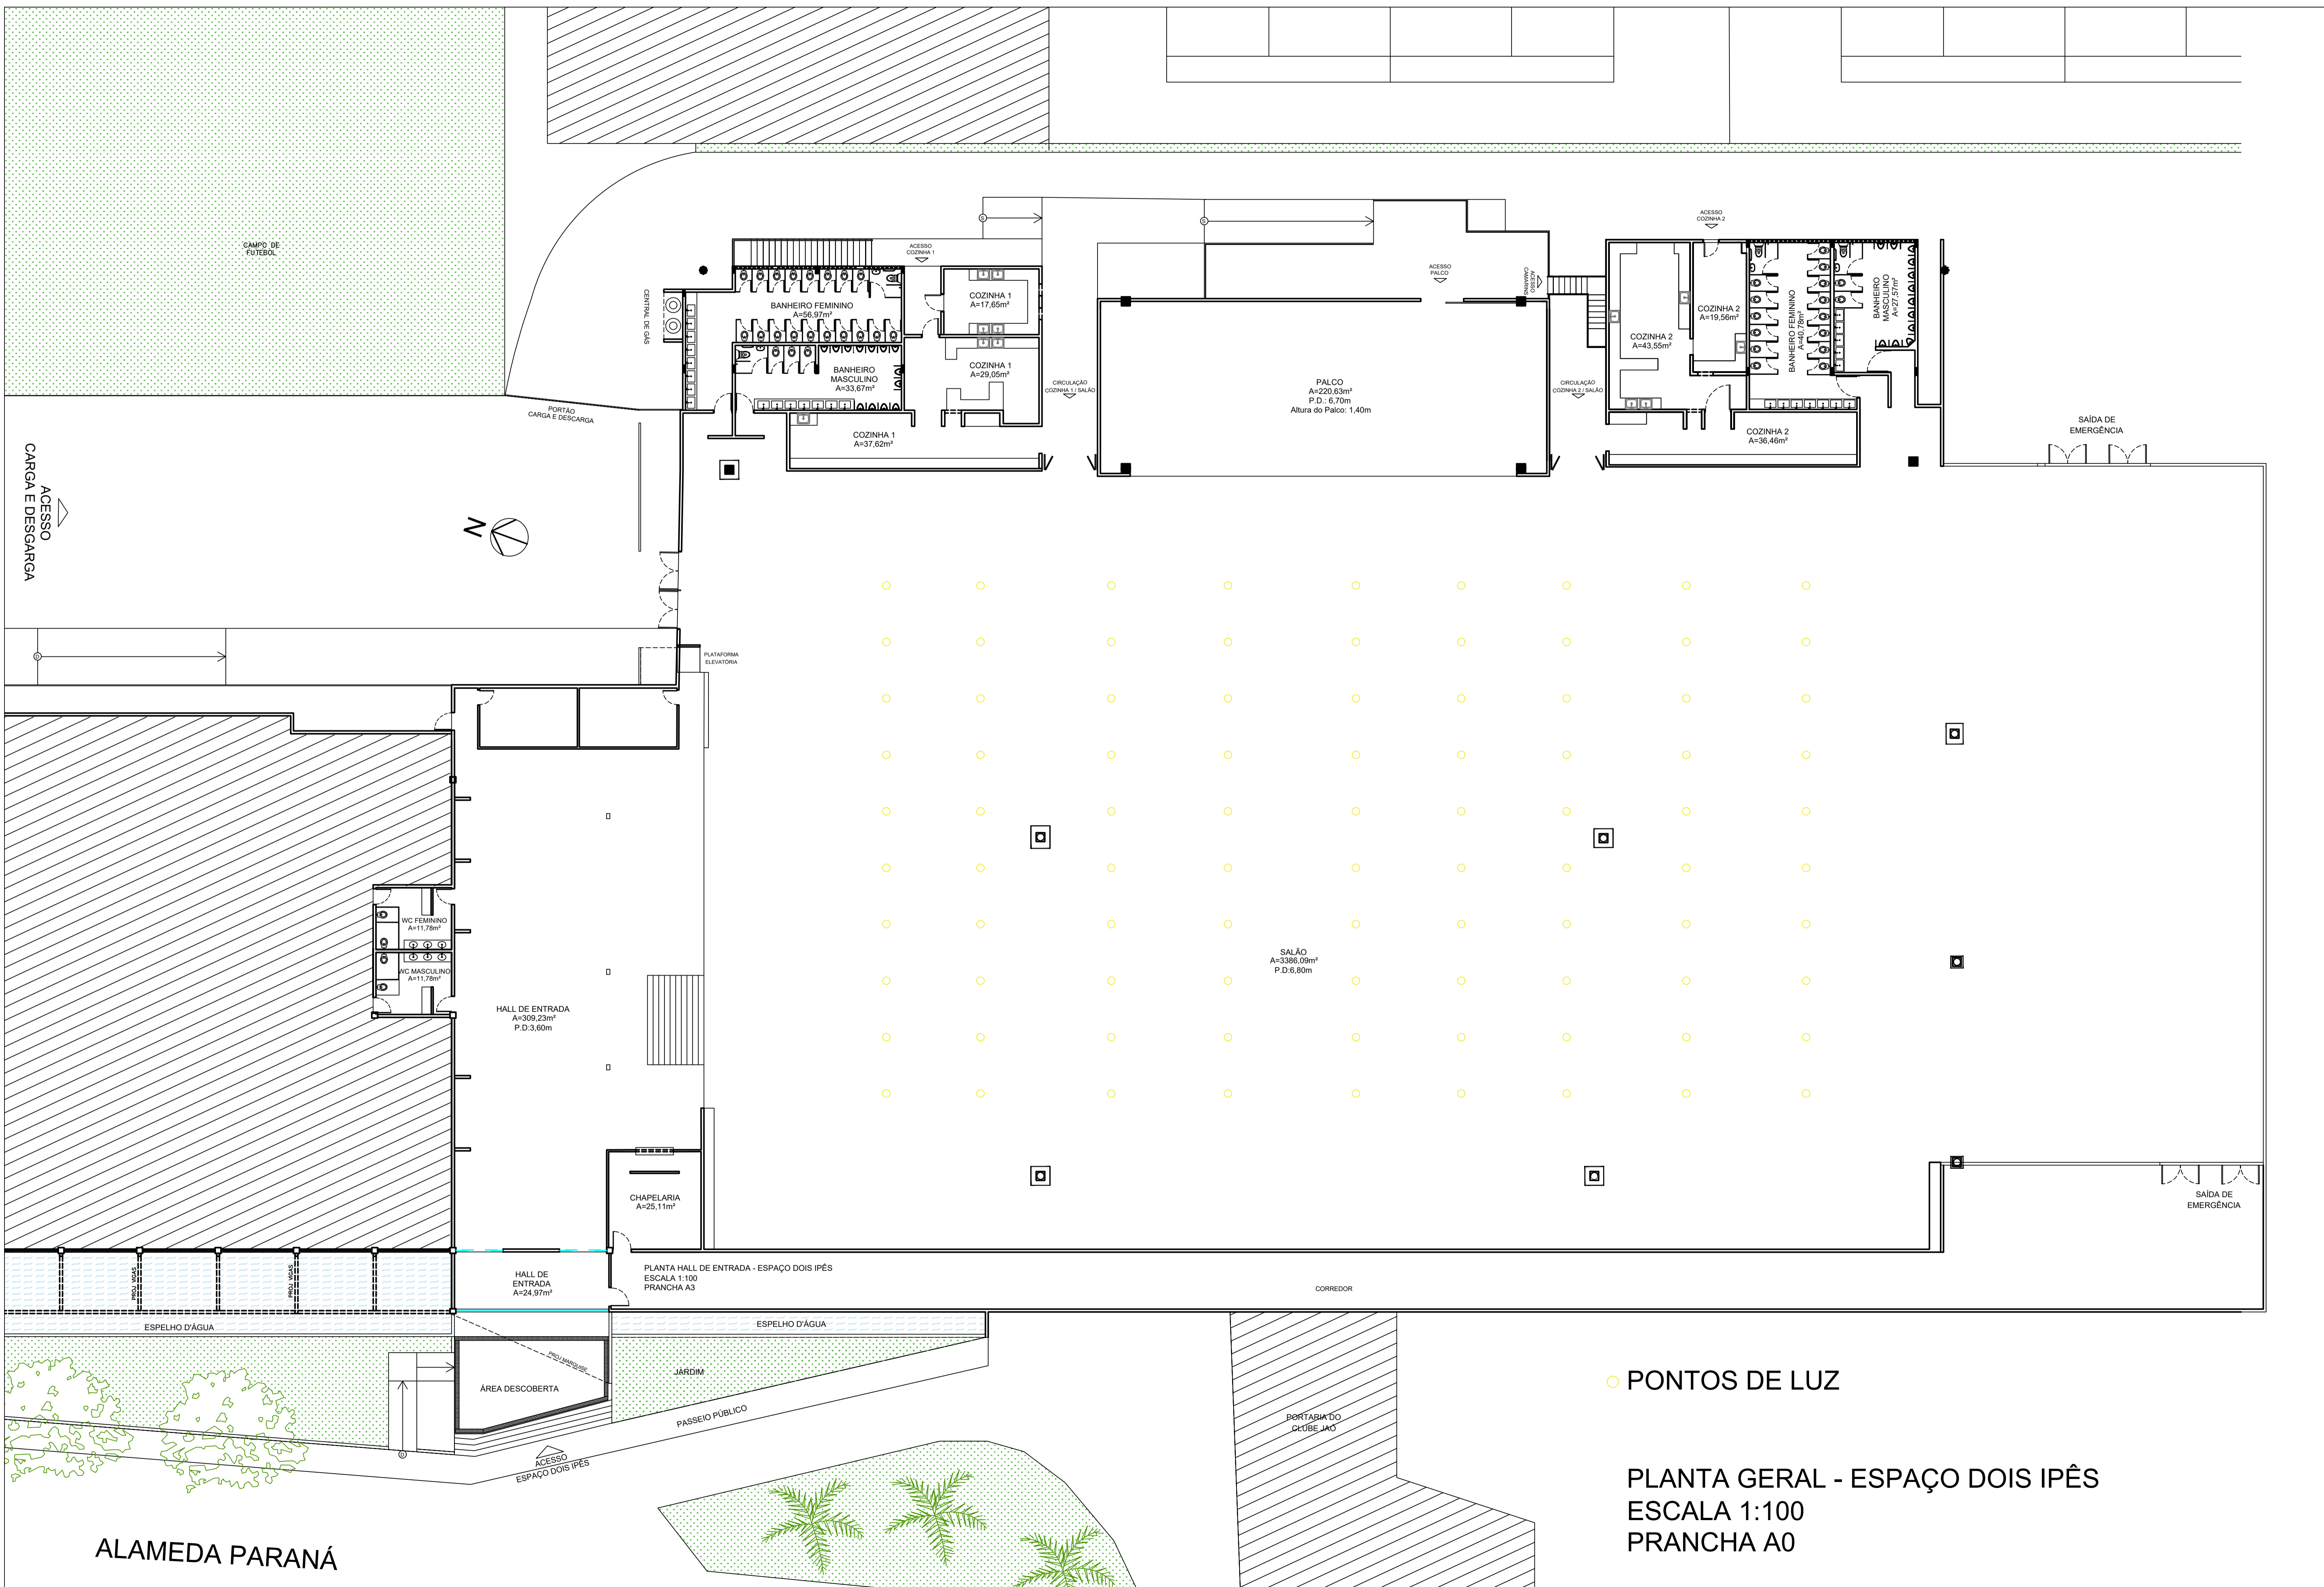 CAMPO DE
FUTEBOL
ACESSO
COZINHA 1
ACESSO
COZINHA 2
ACESSO
PALCO
ACESSO
CAMARINS
S
S
CENTRAL DE GÁS
BANHEIRO FEMININO
A=56,97m²
COZINHA 1
A=17,65m²
BANHEIRO
MASCULINO
A=33,67m²
COZINHA 1
A=29,05m²
CIRCULAÇÃO
COZINHA 1 / SALÃO
PALCO
A=220,63m²
P.D.: 6,70m
Altura do Palco: 1,40m
CIRCULAÇÃO
COZINHA 2 / SALÃO
COZINHA 2
A=43,55m²
COZINHA 2
A=19,56m²
BANHEIRO FEMININO
A=40,78m²
BANHEIRO
MASCULINO
A=27,57m²
PORTÃO
CARGA E DESCARGA
COZINHA 1
A=37,62m²
COZINHA 2
A=36,46m²
SAÍDA DE
EMERGÊNCIA
ACESSO
CARGA E DESGARGA
N
D
PLATAFORMA
ELEVATÓRIA
WC FEMININO
A=11,78m²
WC MASCULINO
A=11,78m²
HALL DE ENTRADA
A=309,23m²
P.D:3,60m
SALÃO
A=3386,09m²
P.D:6,80m
CHAPELARIA
A=25,11m²
SAÍDA DE
EMERGÊNCIA
PROJ VIGAS
PROJ VIGAS
HALL DE
ENTRADA
A=24,97m²
PLANTA HALL DE ENTRADA - ESPAÇO DOIS IPÊS
ESCALA 1:100
PRANCHA A3
CORREDOR
ESPELHO D'ÁGUA
ESPELHO D'ÁGUA
PROJ MARQUISE
JARDIM
ÁREA DESCOBERTA
PASSEIO PÚBLICO
D
ACESSO
ESPAÇO DOIS IPÊS
PORTARIA DO
CLUBE JAÓ
PONTOS DE LUZ
PLANTA GERAL - ESPAÇO DOIS IPÊS
ESCALA 1:100
PRANCHA A0
ALAMEDA PARANÁ